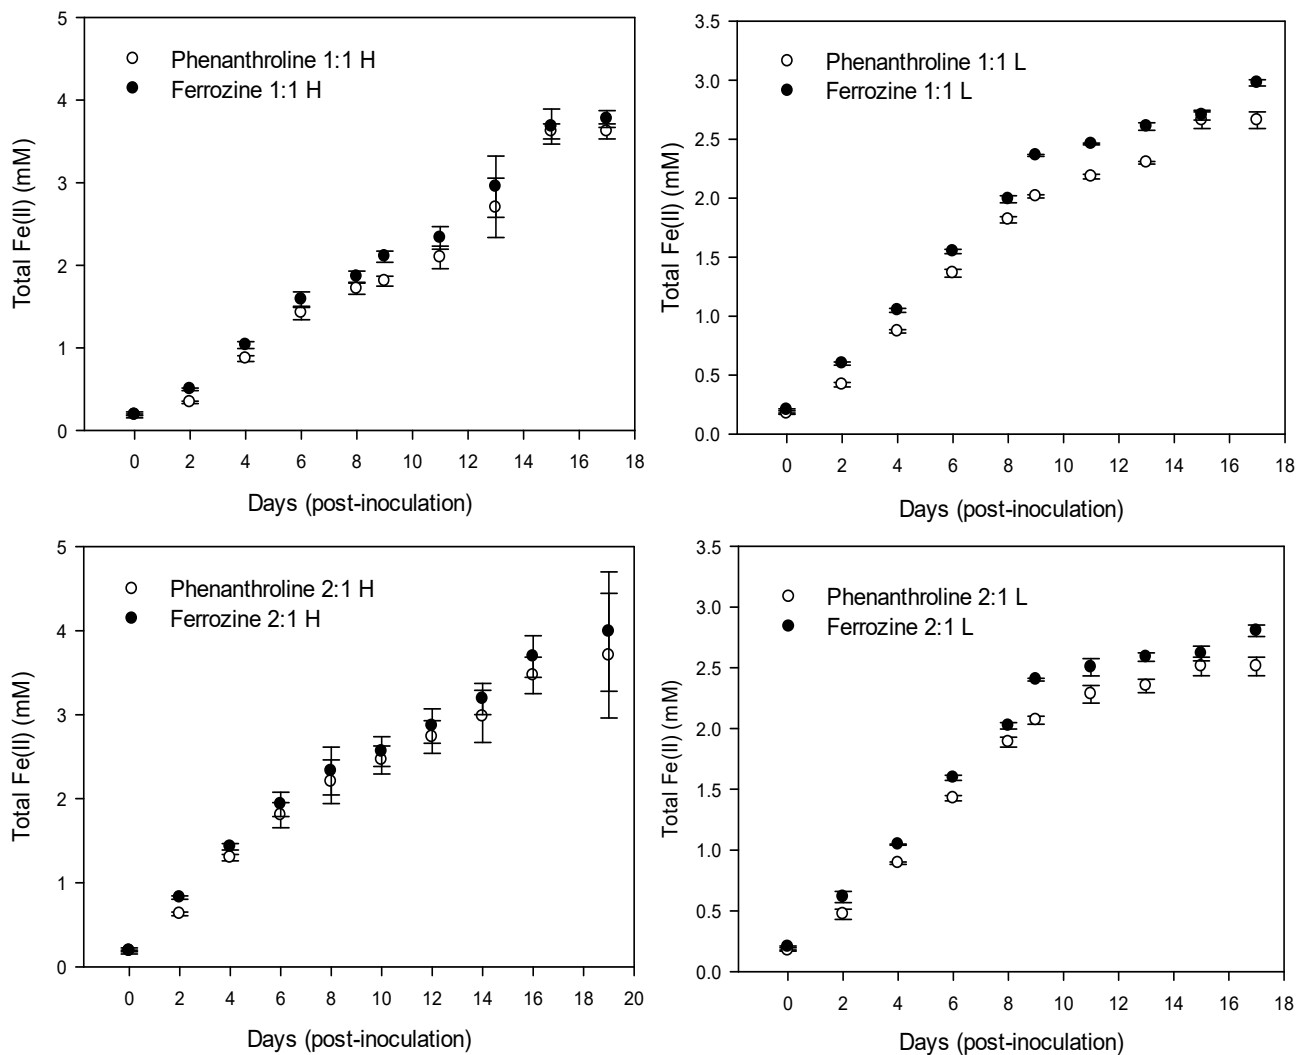 5
4
3
2
1
0
Total Fe(II) (mM)
Phenanthroline 1:1 H
Ferrozine 1:1 H
0 2 4 6 8 10 12 14 16 18
Days (post-inoculation)
3.5
3.0
2.5
2.0
1.5
1.0
0.5
0.0
Total Fe(II) (mM)
Phenanthroline 1:1 L
Ferrozine 1:1 L
0 2 4 6 8 10 12 14 16 18
Days (post-inoculation)
5
4
3
2
1
0
Total Fe(II) (mM)
Phenanthroline 2:1 H
Ferrozine 2:1 H
0 2 4 6 8 10 12 14 16 18 20
Days (post-inoculation)
3.5
3.0
2.5
2.0
1.5
1.0
0.5
0.0
Total Fe(II) (mM)
Phenanthroline 2:1 L
Ferrozine 2:1 L
0 2 4 6 8 10 12 14 16 18
Days (post-inoculation)